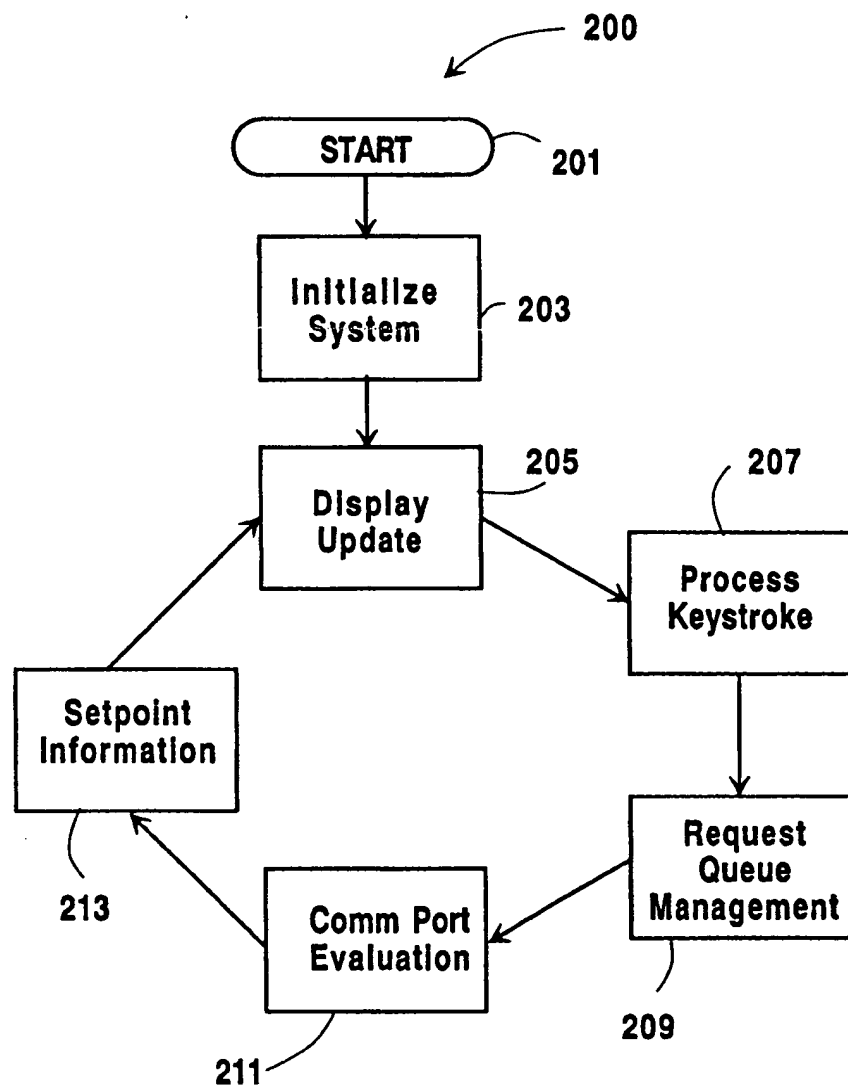 200
START
201
Initialize
System
203
Display
Update
205
207
Process
Keystroke
Setpoint
Information
213
Request
Queue
Management
209
Comm Port
Evaluation
211